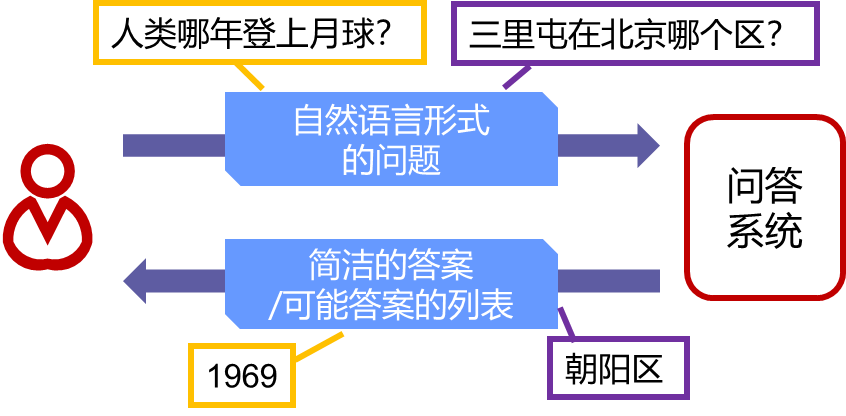 人类哪年登上月球？
三里屯在北京哪个区？
自然语言形式
的问题
问答
系统
简洁的答案
/可能答案的列表
1969
朝阳区